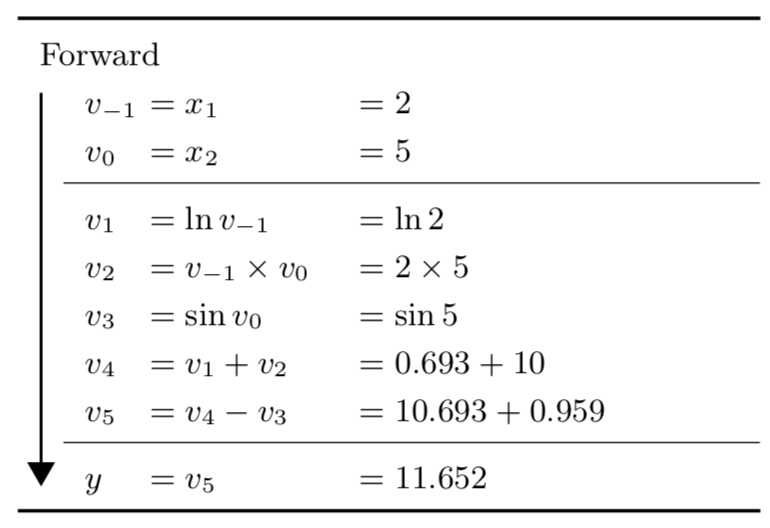 Forward
v₋₁ = x₁ = 2
v₀ = x₂ = 5
v₁ = ln v₋₁ = ln 2
v₂ = v₋₁ × v₀ = 2 × 5
v₃ = sin v₀ = sin 5
v₄ = v₁ + v₂ = 0.693 + 10
v₅ = v₄ − v₃ = 10.693 + 0.959
y = v₅ = 11.652